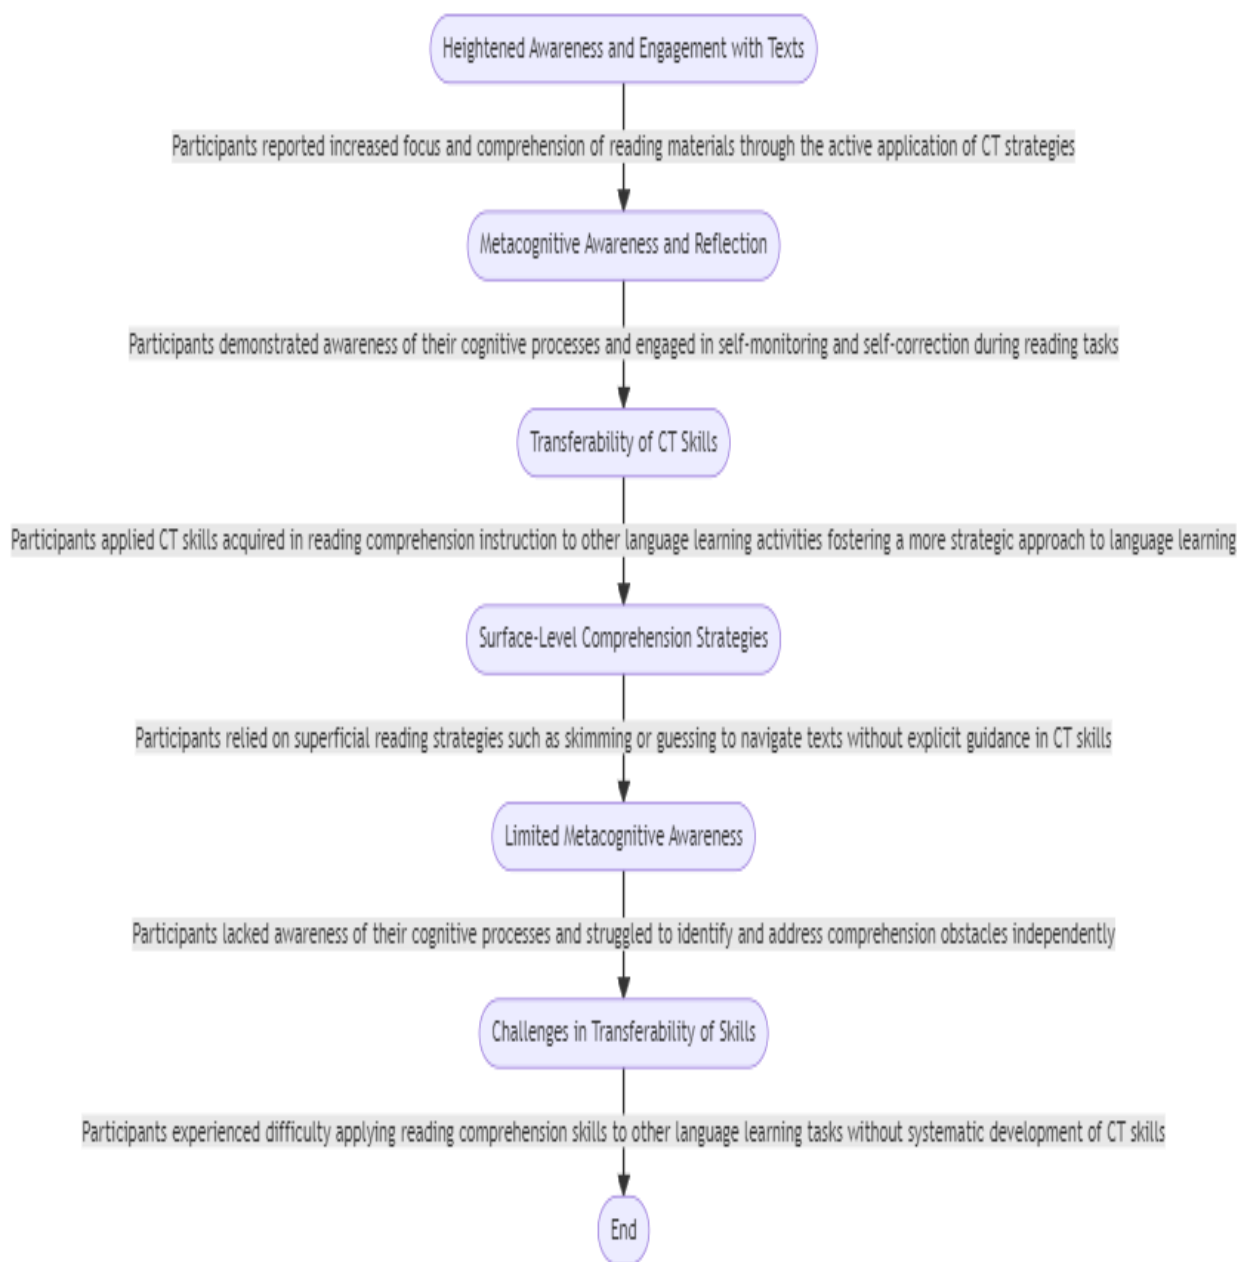 Heightened Awareness and Engagement with Texts
Participants reported increased focus and comprehension of reading materials through the active application of CT strategies
Metacognitive Awareness and Reflection
Participants demonstrated awareness of their cognitive processes and engaged in self-monitoring and self-correction during reading tasks
Transferability of CT Skills
Participants applied CT skills acquired in reading comprehension instruction to other language learning activities fostering a more strategic approach to language learning
Surface-Level Comprehension Strategies
Participants relied on superficial reading strategies such as skimming or guessing to navigate texts without explicit guidance in CT skills
Limited Metacognitive Awareness
Participants lacked awareness of their cognitive processes and struggled to identify and address comprehension obstacles independently
Challenges in Transferability of Skills
Participants experienced difficulty applying reading comprehension skills to other language learning tasks without systematic development of CT skills
End